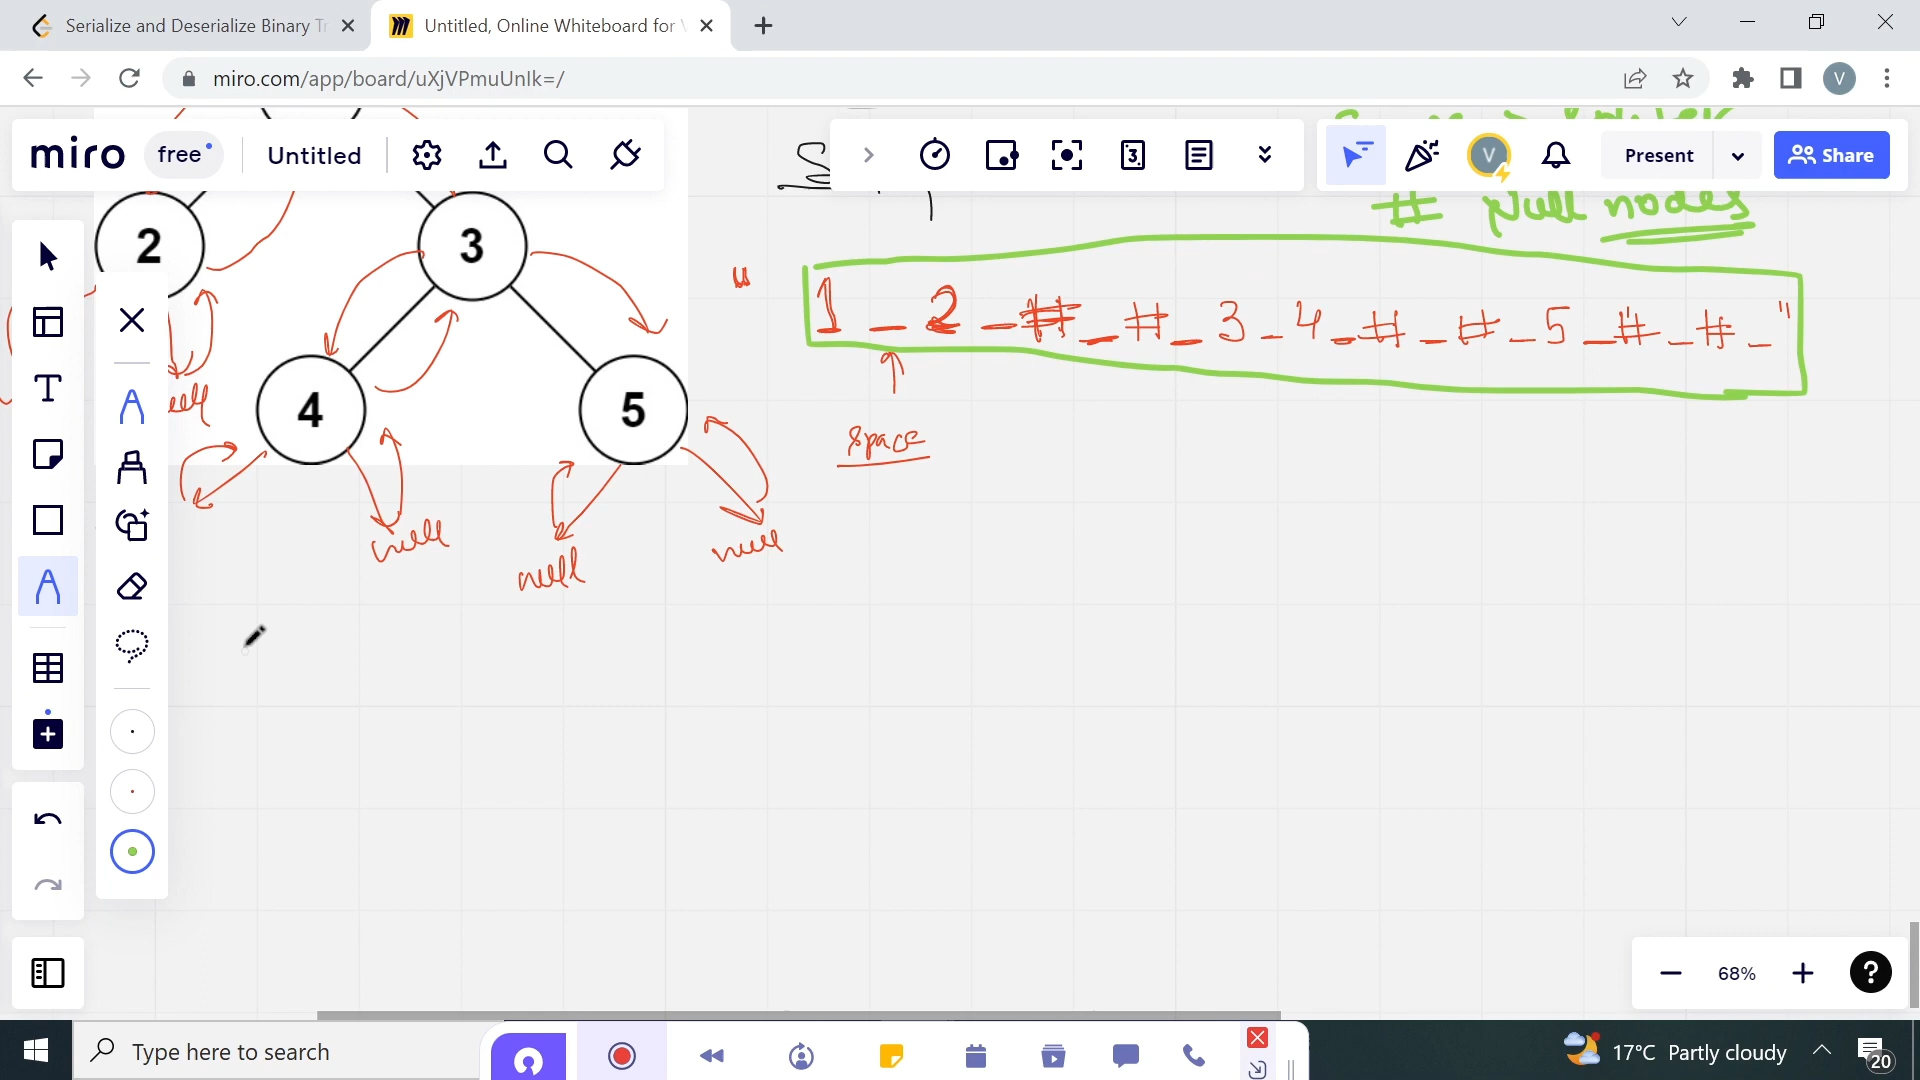 Serialize and Deserialize Binary Tr
Untitled, Online Whiteboard for V
miro.com/app/board/uXjVPmuUnIk=/
miro free Untitled
3
V
Present
Share
# Null nodes
2
3
" 1 _ 2 _ # _ # _ 3 _ 4 _ # _ # _ 5 _ # _ # _ "
4
5
space
null
null
null
68%
Type here to search
17°C Partly cloudy
20